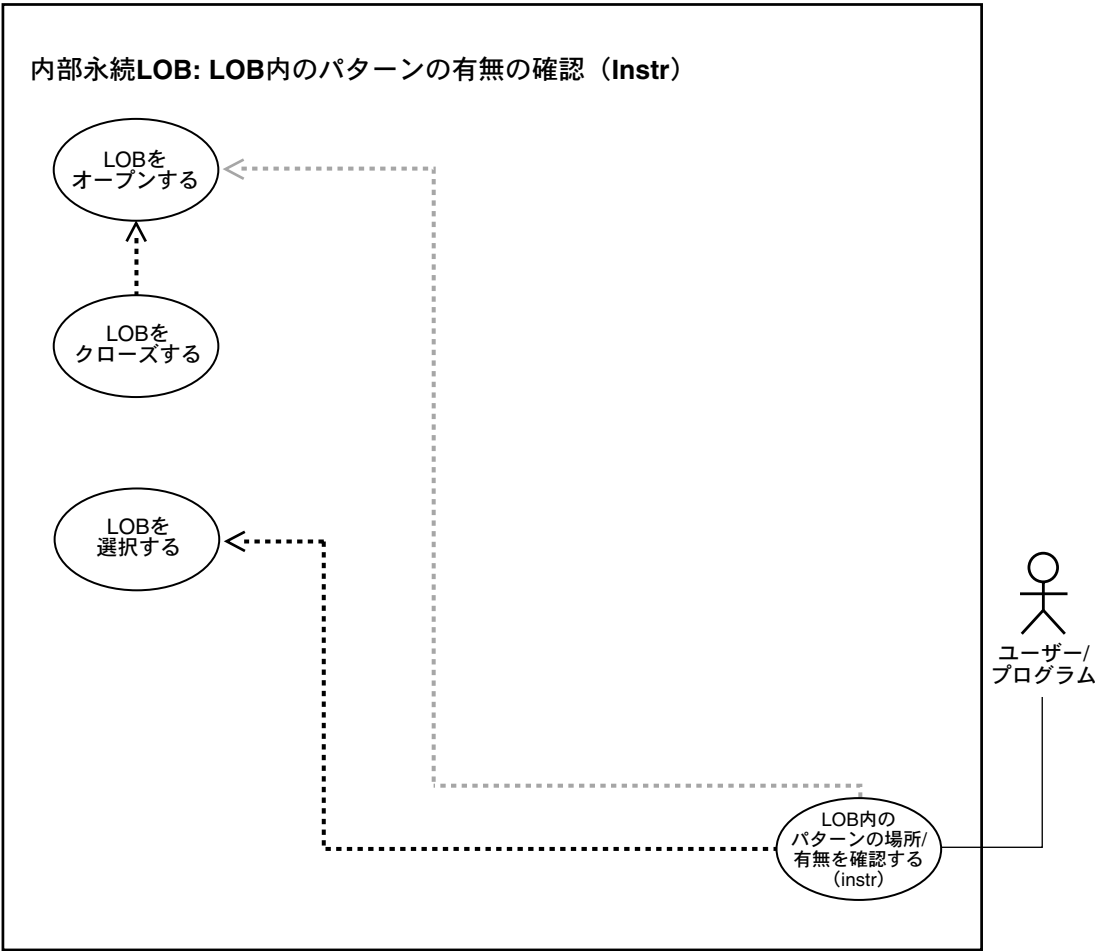 内部永続LOB: LOB内のパターンの有無の確認（Instr）
LOBを
オープンする
LOBを
クローズする
LOBを
選択する
ユーザー/
プログラム
LOB内の
パターンの場所/
有無を確認する
（instr）